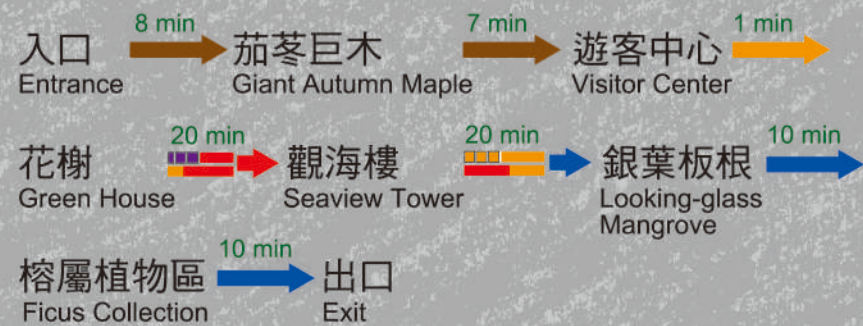 入口 8 min 茄苳巨木 7 min 遊客中心 1 min
Entrance Giant Autumn Maple Visitor Center
花榭 20 min 觀海樓 20 min 銀葉板根 10 min
Green House Seaview Tower Looking-glass
Mangrove
榕屬植物區 10 min 出口
Ficus Collection Exit